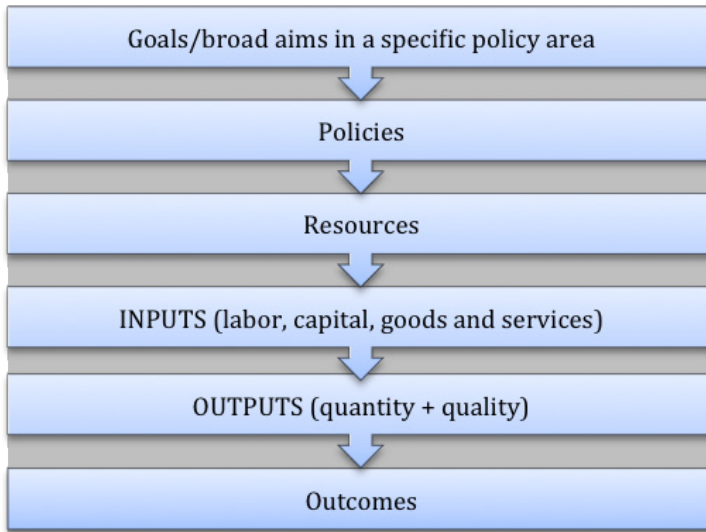 Goals/broad aims in a specific policy area
Policies
Resources
INPUTS (labor, capital, goods and services)
OUTPUTS (quantity + quality)
Outcomes